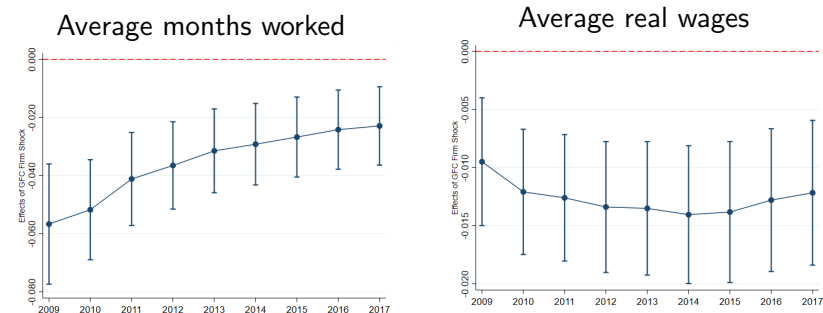 Average months worked
Effects of GFC Firm Shock
0.000
-0.020
-0.040
-0.060
-0.080
2009 2010 2011 2012 2013 2014 2015 2016 2017
Average real wages
Effects of GFC Firm Shock
0.000
-0.005
-0.010
-0.015
-0.020
2009 2010 2011 2012 2013 2014 2015 2016 2017